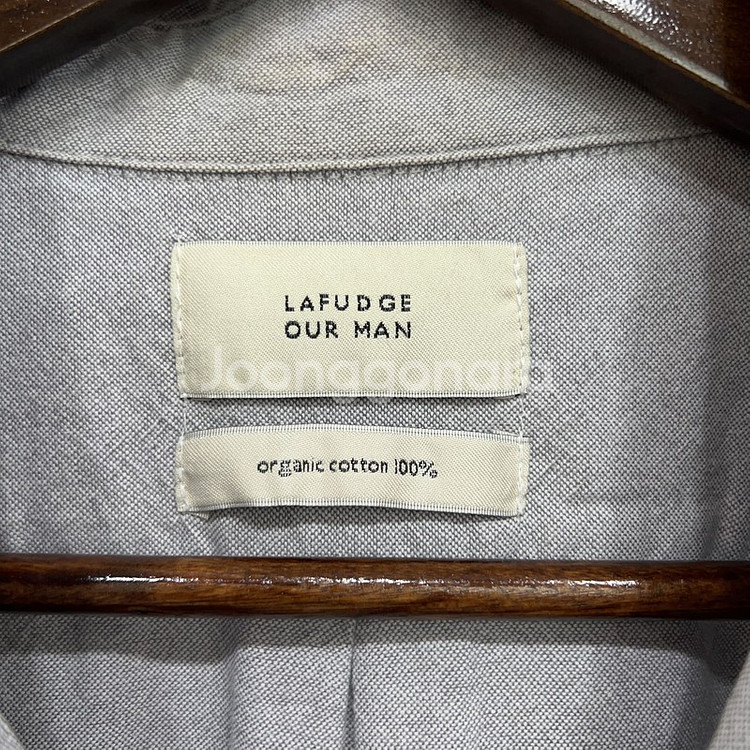 LAFUDGE
OUR MAN
Joonggonara
organic cotton 100%